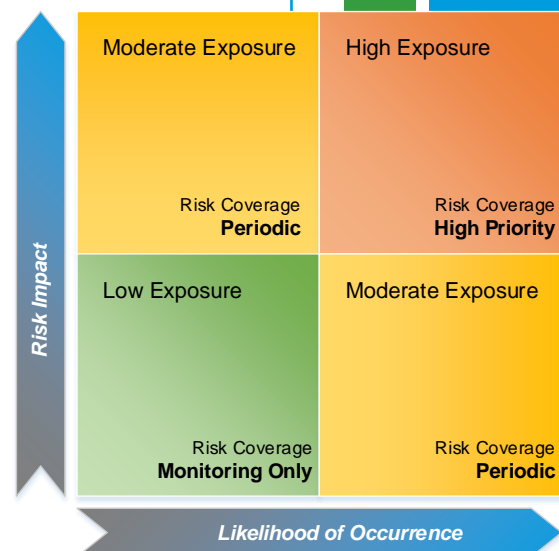 Moderate Exposure
High Exposure
Risk Coverage
Periodic
Risk Coverage
High Priority
Risk Impact
Low Exposure
Moderate Exposure
Risk Coverage
Monitoring Only
Risk Coverage
Periodic
Likelihood of Occurrence